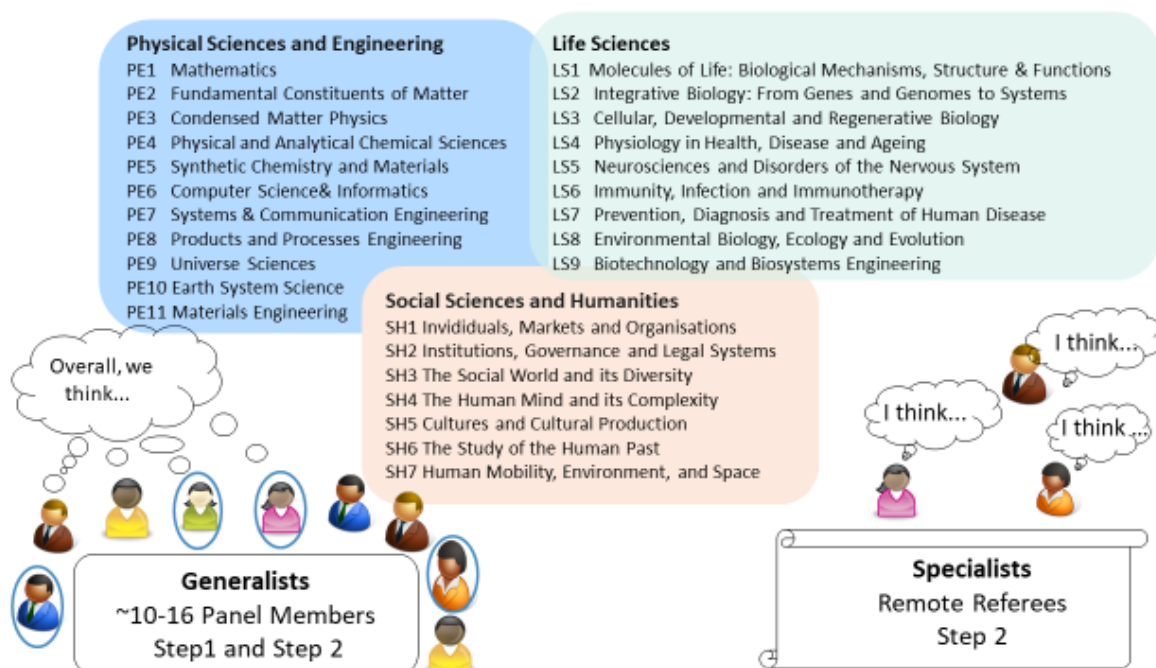 Physical Sciences and Engineering
PE1 Mathematics
PE2 Fundamental Constituents of Matter
PE3 Condensed Matter Physics
PE4 Physical and Analytical Chemical Sciences
PE5 Synthetic Chemistry and Materials
PE6 Computer Science& Informatics
PE7 Systems & Communication Engineering
PE8 Products and Processes Engineering
PE9 Universe Sciences
PE10 Earth System Science
PE11 Materials Engineering
Life Sciences
LS1 Molecules of Life: Biological Mechanisms, Structure & Functions
LS2 Integrative Biology: From Genes and Genomes to Systems
LS3 Cellular, Developmental and Regenerative Biology
LS4 Physiology in Health, Disease and Ageing
LS5 Neurosciences and Disorders of the Nervous System
LS6 Immunity, Infection and Immunotherapy
LS7 Prevention, Diagnosis and Treatment of Human Disease
LS8 Environmental Biology, Ecology and Evolution
LS9 Biotechnology and Biosystems Engineering
Social Sciences and Humanities
SH1 Invididuals, Markets and Organisations
SH2 Institutions, Governance and Legal Systems
SH3 The Social World and its Diversity
SH4 The Human Mind and its Complexity
SH5 Cultures and Cultural Production
SH6 The Study of the Human Past
SH7 Human Mobility, Environment, and Space
Overall, we
think...
I think...
I think...
I think ...
Generalists
~10-16 Panel Members
Step1 and Step 2
Specialists
Remote Referees
Step 2